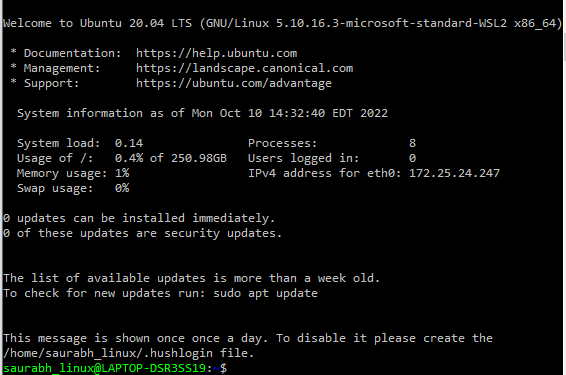 Welcome to Ubuntu 20.04 LTS (GNU/Linux 5.10.16.3-microsoft-standard-WSL2 x86_64)
* Documentation: https://help.ubuntu.com
* Management: https://landscape.canonical.com
* Support: https://ubuntu.com/advantage
System information as of Mon Oct 10 14:32:40 EDT 2022
System load: 0.14 Processes: 8
Usage of /: 0.4% of 250.98GB Users logged in: 0
Memory usage: 1% IPv4 address for eth0: 172.25.24.247
Swap usage: 0%
0 updates can be installed immediately.
0 of these updates are security updates.
The list of available updates is more than a week old.
To check for new updates run: sudo apt update
This message is shown once once a day. To disable it please create the
/home/saurabh_linux/.hushlogin file.
saurabh_linux@LAPTOP-DSR3SS19:~$